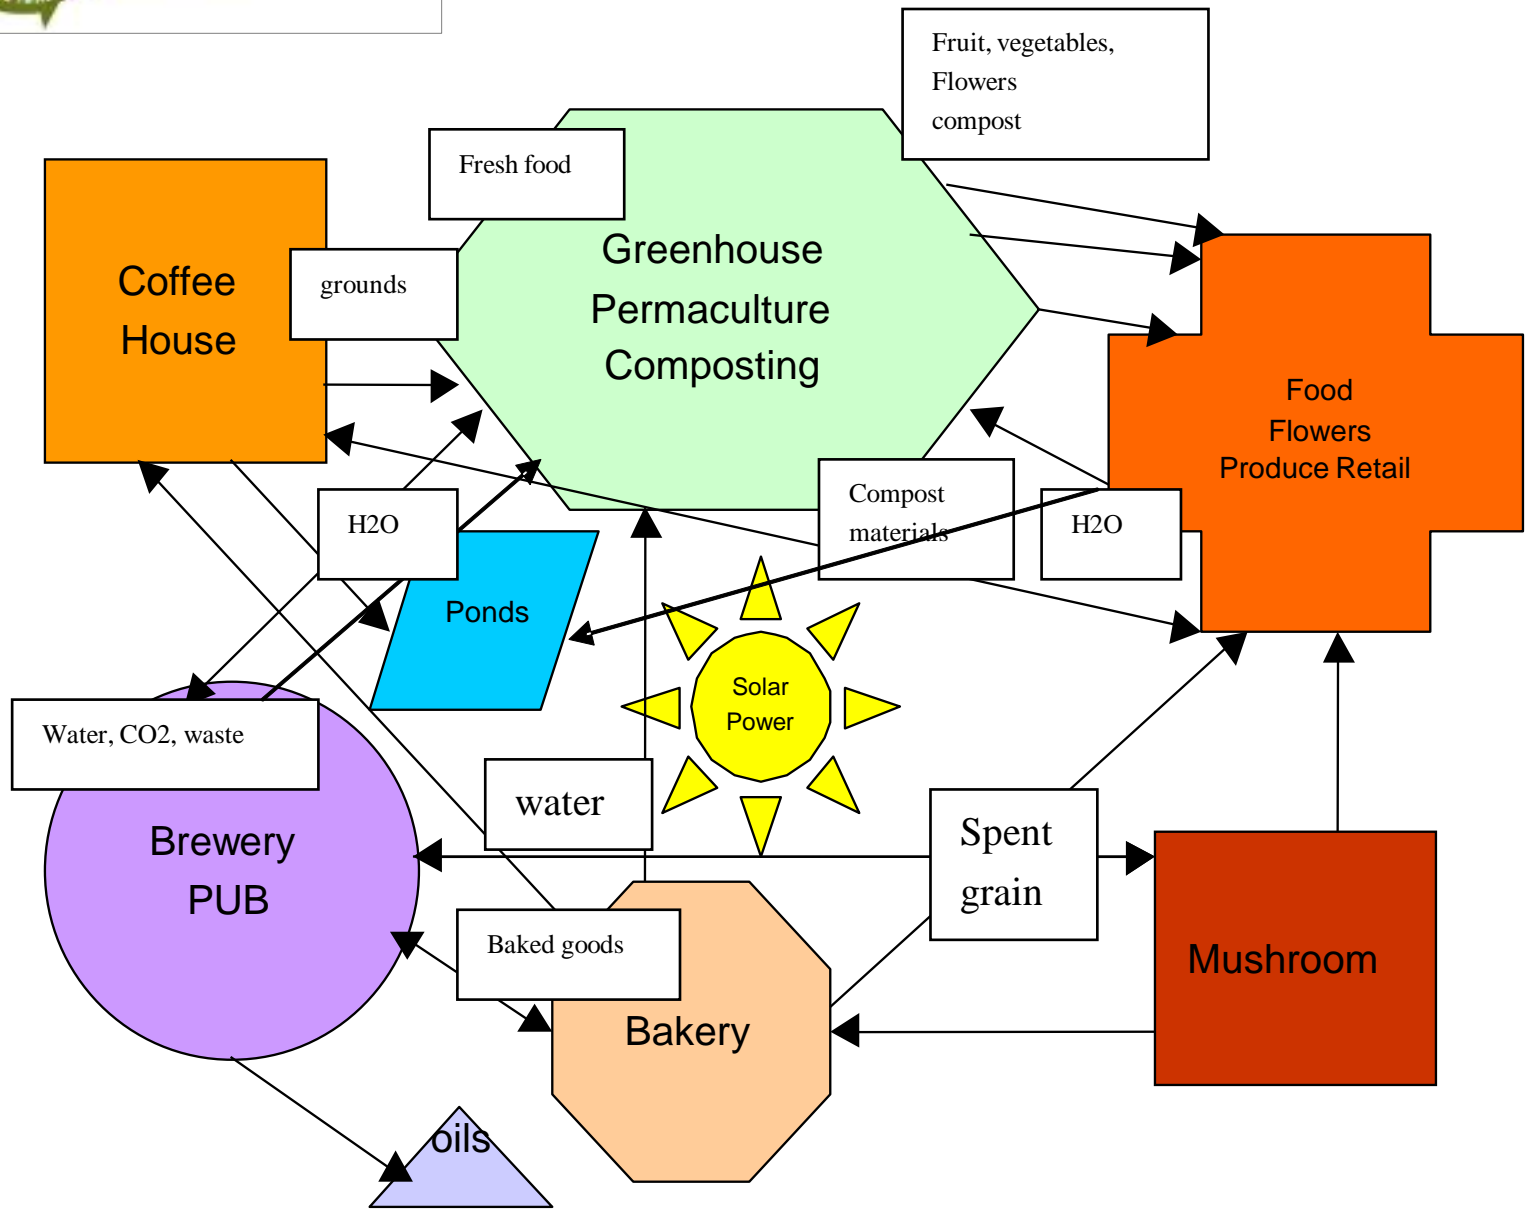 Fruit, vegetables,
Flowers
compost
Fresh food
Greenhouse
Permaculture
Composting
Coffee
House
grounds
Food
Flowers
Produce Retail
Compost
materials
H2O
H2O
Ponds
Solar
Power
Water, CO2, waste
water
Spent
grain
Brewery
PUB
Baked goods
Mushroom
Bakery
oils